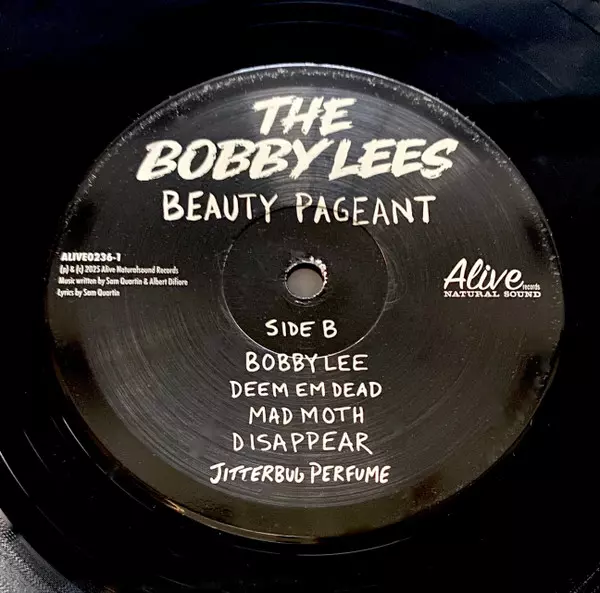 THE
BOBBY LEES
BEAUTY PAGEANT
ALIVE0236-1
(p) & (c) 2025 Alive Naturalsound Records
Music written by Sam Quartin & Albert DiFiore
Lyrics by Sam Quartin
Alive records
NATURAL SOUND
SIDE B
BOBBY LEE
DEEM EM DEAD
MAD MOTH
DISAPPEAR
JITTERBUG PERFUME